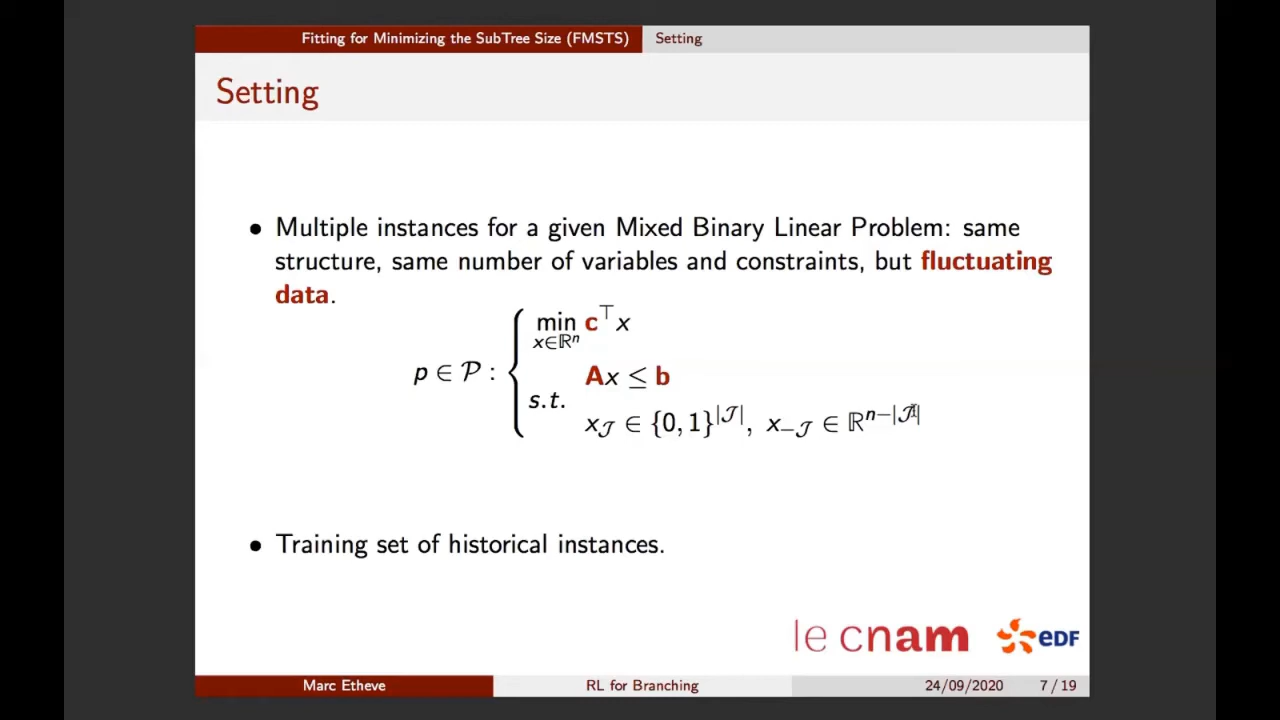 Fitting for Minimizing the SubTree Size (FMSTS) Setting
Setting
• Multiple instances for a given Mixed Binary Linear Problem: same
structure, same number of variables and constraints, but fluctuating
data.
min c⊤x
x∈ℝⁿ
p ∈ 𝒫 :
Ax ≤ b
s.t.
x_𝒥 ∈ {0, 1}^|𝒥|, x_−𝒥 ∈ ℝ^n−|𝒥|
• Training set of historical instances.
le cnam eDF
Marc Etheve RL for Branching 24/09/2020 7 / 19